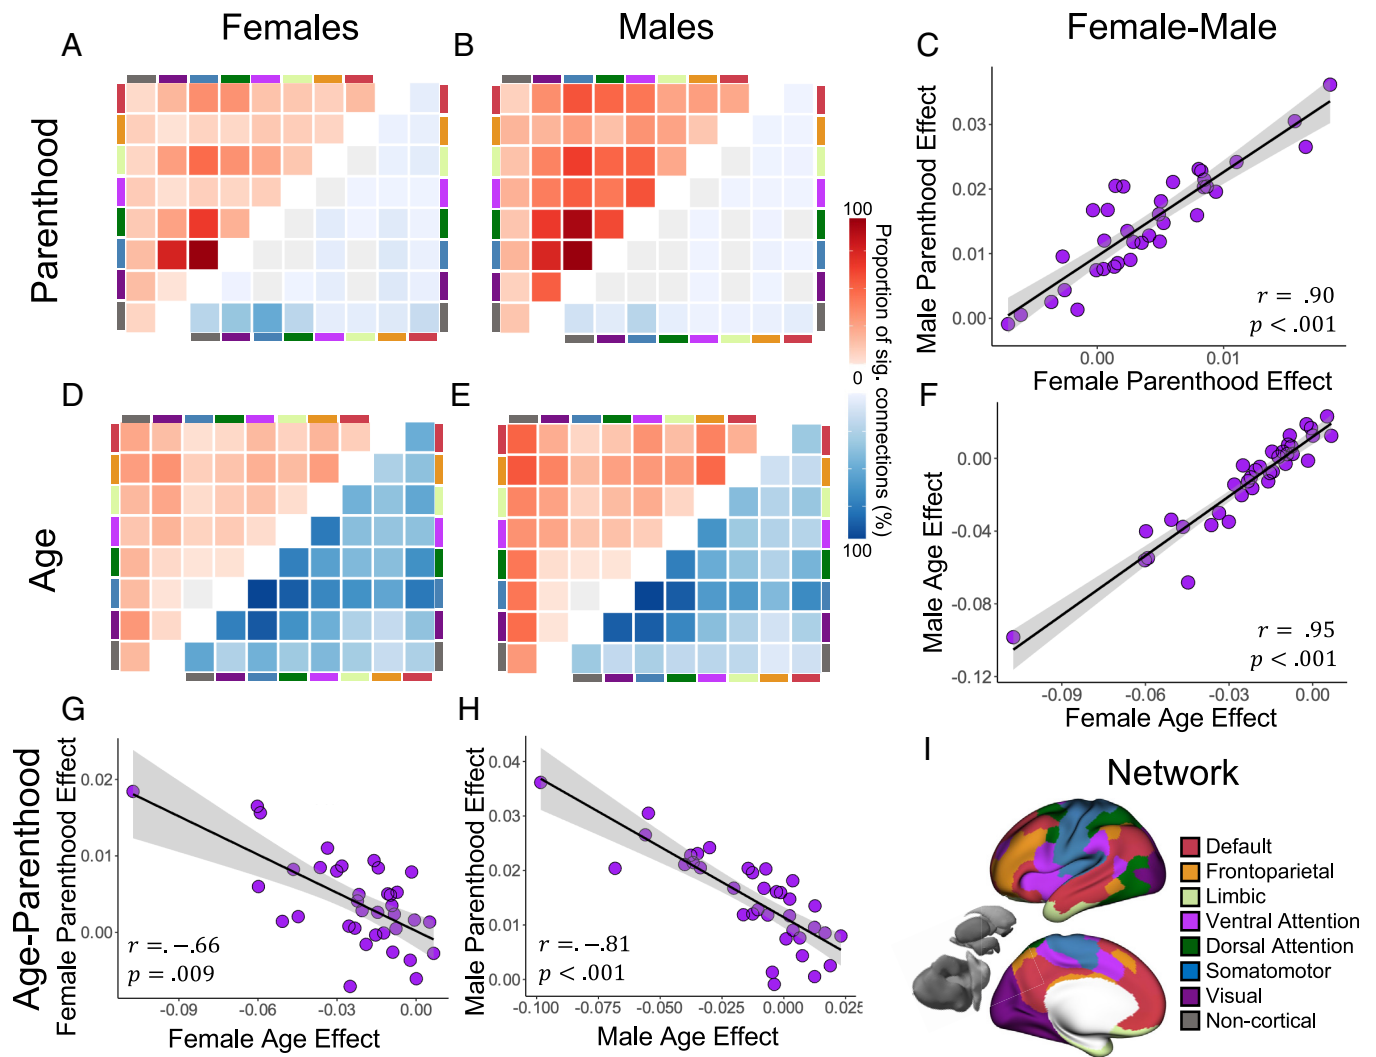 Females
Males
Female-Male
A
B
C
Parenthood
100
Proportion of sig. connections (%)
0
100
Male Parenthood Effect
0.03
0.02
0.01
0.00
r = .90
p < .001
0.00
0.01
Female Parenthood Effect
D
E
F
Age
Male Age Effect
0.00
-0.04
-0.08
-0.12
r = .95
p < .001
-0.09
-0.06
-0.03
0.00
Female Age Effect
G
H
I
Age-Parenthood
Female Parenthood Effect
0.02
0.01
0.00
r =. −.66
p = .009
-0.09
-0.06
-0.03
0.00
Female Age Effect
Male Parenthood Effect
0.04
0.03
0.02
0.01
0.00
r =. −.81
p < .001
-0.100
-0.075
-0.050
-0.025
0.000
0.025
Male Age Effect
Network
Default
Frontoparietal
Limbic
Ventral Attention
Dorsal Attention
Somatomotor
Visual
Non-cortical